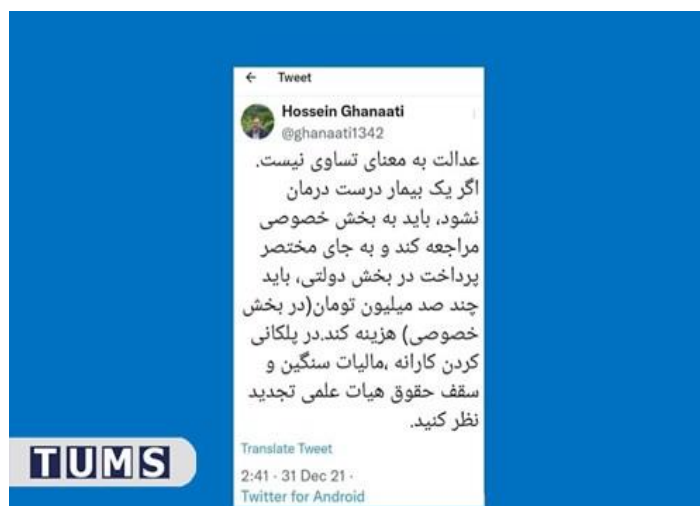 ← Tweet
Hossein Ghanaati
@ghanaati1342
عدالت به معنای تساوی نیست.
اگر یک بیمار درست درمان
نشود، باید به بخش خصوصی
مراجعه کند و به جای مختصر
پرداخت در بخش دولتی، باید
چند صد میلیون تومان(در بخش
خصوصی) هزینه کند.در پلکانی
کردن کارانه ،مالیات سنگین و
سقف حقوق هیات علمی تجدید
نظر کنید.
Translate Tweet
2:41 · 31 Dec 21 ·
Twitter for Android
TUMS